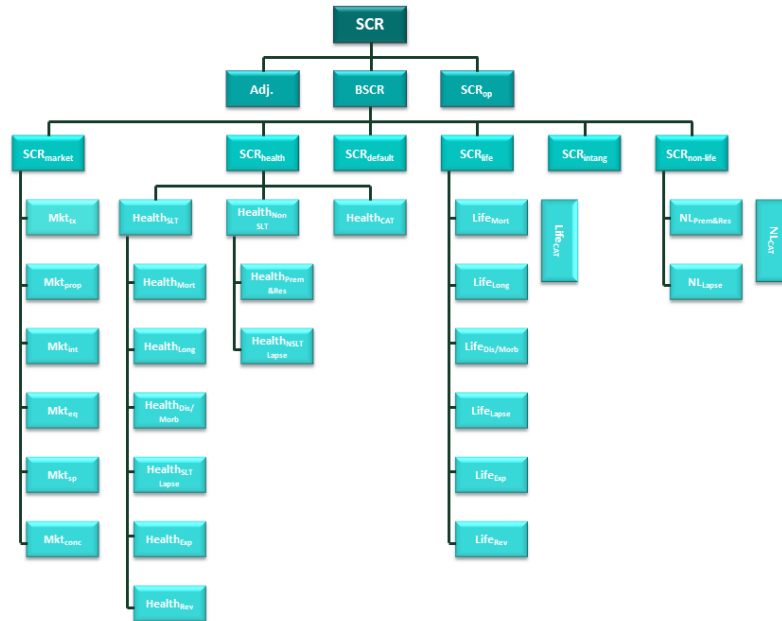 SCR
Adj.
BSCR
SCRop
SCRmarket
SCRhealth
SCRdefault
SCRlife
SCRintang
SCRnon-life
Mktfx
Mktprop
Mktint
Mkteq
Mktsp
Mktconc
HealthSLT
HealthMort
HealthLong
HealthDis/
Morb
HealthSLT
Lapse
HealthExp
HealthRev
HealthNon
SLT
HealthPrem
&Res
HealthNSLT
Lapse
HealthCAT
LifeMort
LifeLong
LifeDis/Morb
LifeLapse
LifeExp
LifeRev
LifeCAT
NLPrem&Res
NLLapse
NLCAT